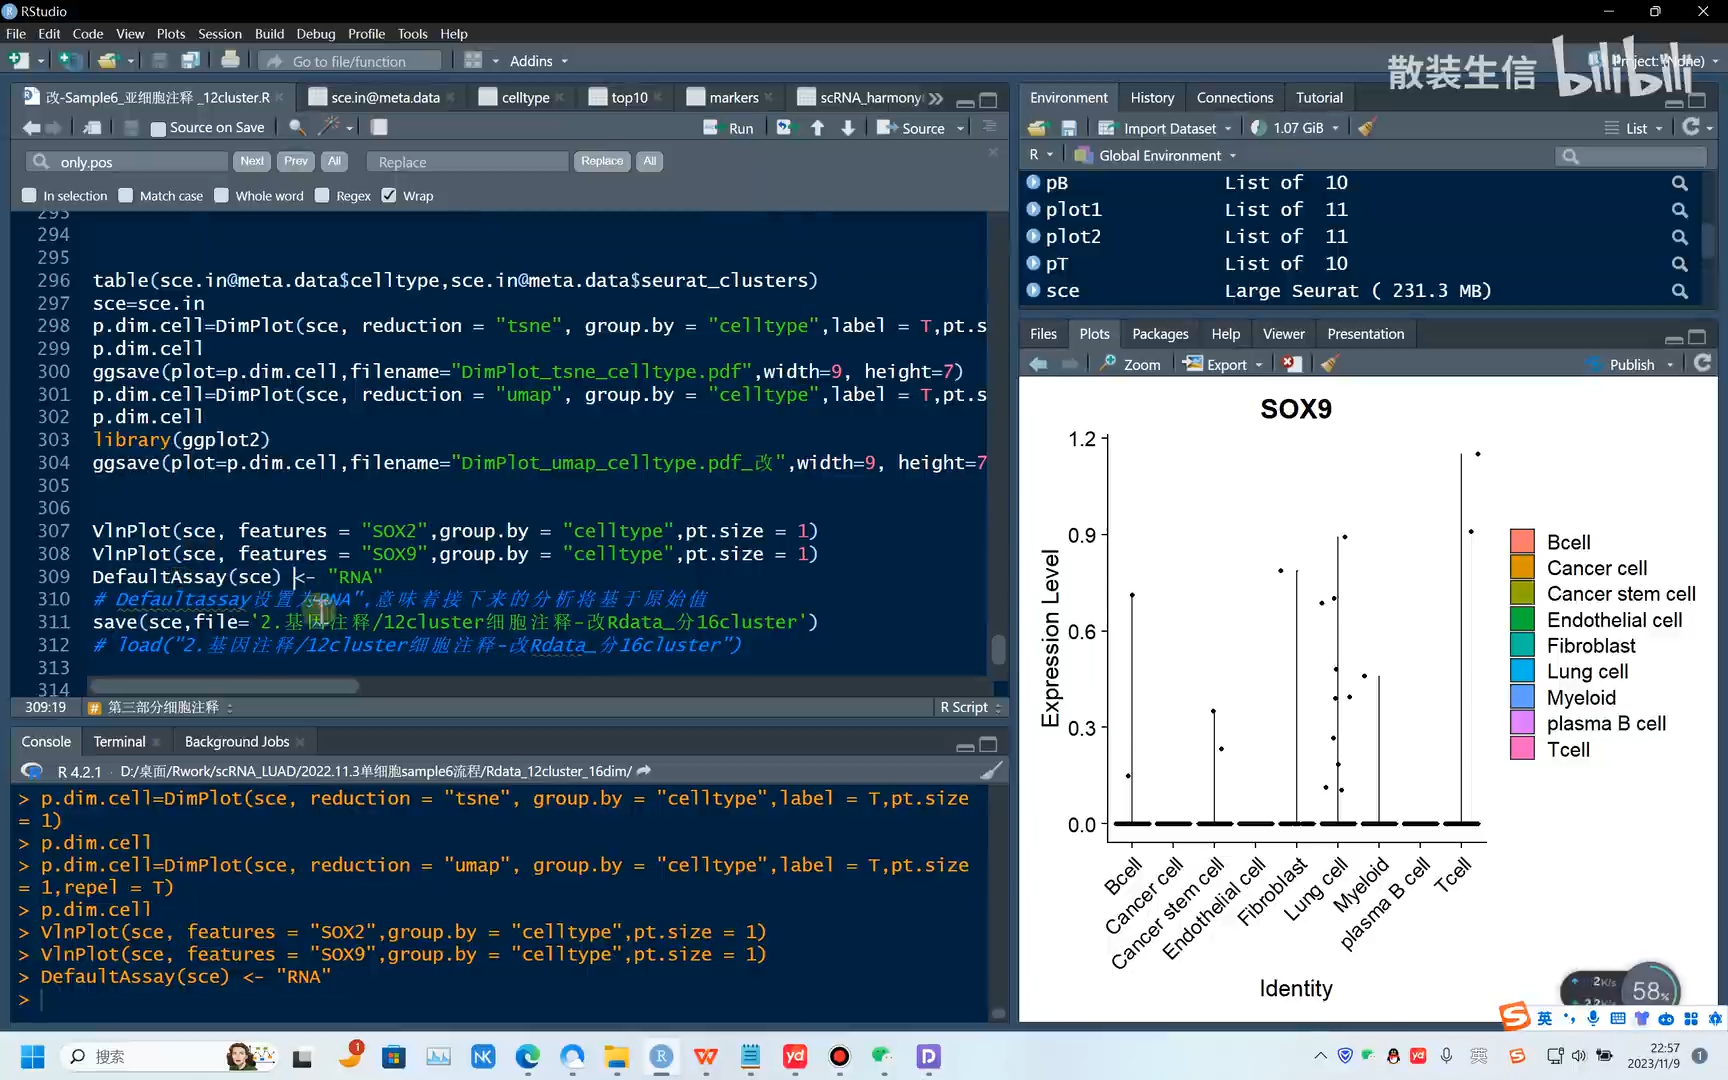 RStudio
File Edit Code View Plots Session Build Debug Profile Tools Help
Go to file/function
Addins
Project: (None)
散装生信 bilibili
改-Sample6_亚细胞注释 _12cluster.R
sce.in@meta.data
celltype
top10
markers
scRNA_harmony
Source on Save
Run
Source
only.pos
Next
Prev
All
Replace
Replace
All
In selection
Match case
Whole word
Regex
Wrap
293
294
295
296 table(sce.in@meta.data$celltype,sce.in@meta.data$seurat_clusters)
297 sce=sce.in
298 p.dim.cell=DimPlot(sce, reduction = "tsne", group.by = "celltype",label = T,pt.s
299 p.dim.cell
300 ggsave(plot=p.dim.cell,filename="DimPlot_tsne_celltype.pdf",width=9, height=7)
301 p.dim.cell=DimPlot(sce, reduction = "umap", group.by = "celltype",label = T,pt.s
302 p.dim.cell
303 library(ggplot2)
304 ggsave(plot=p.dim.cell,filename="DimPlot_umap_celltype.pdf_改",width=9, height=7
305
306
307 VlnPlot(sce, features = "SOX2",group.by = "celltype",pt.size = 1)
308 VlnPlot(sce, features = "SOX9",group.by = "celltype",pt.size = 1)
309 DefaultAssay(sce) <- "RNA"
310 # Defaultassay设置为"RNA",意味着接下来的分析将基于原始值
311 save(sce,file='2.基因注释/12cluster细胞注释-改Rdata_分16cluster')
312 # load("2.基因注释/12cluster细胞注释-改Rdata_分16cluster")
313
314
309:19
第三部分细胞注释
R Script
Console
Terminal
Background Jobs
R 4.2.1 · D:/桌面/Rwork/scRNA_LUAD/2022.11.3单细胞sample6流程/Rdata_12cluster_16dim/
> p.dim.cell=DimPlot(sce, reduction = "tsne", group.by = "celltype",label = T,pt.size
= 1)
> p.dim.cell
> p.dim.cell=DimPlot(sce, reduction = "umap", group.by = "celltype",label = T,pt.size
= 1,repel = T)
> p.dim.cell
> VlnPlot(sce, features = "SOX2",group.by = "celltype",pt.size = 1)
> VlnPlot(sce, features = "SOX9",group.by = "celltype",pt.size = 1)
> DefaultAssay(sce) <- "RNA"
>
Environment
History
Connections
Tutorial
Import Dataset
1.07 GiB
List
R
Global Environment
pB List of 10
plot1 List of 11
plot2 List of 11
pT List of 10
sce Large Seurat ( 231.3 MB)
Files
Plots
Packages
Help
Viewer
Presentation
Zoom
Export
Publish
SOX9
1.2
0.9
0.6
0.3
0.0
Expression Level
Bcell
Cancer cell
Cancer stem cell
Endothelial cell
Fibroblast
Lung cell
Myeloid
plasma B cell
Tcell
Identity
Bcell
Cancer cell
Cancer stem cell
Endothelial cell
Fibroblast
Lung cell
Myeloid
plasma B cell
Tcell
58%
英
搜索
英
22:57
2023/11/9